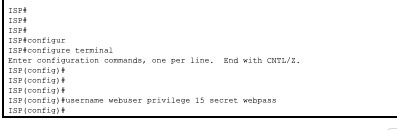 ISP#
ISP#
ISP#
ISP#configur
ISP#configure terminal
Enter configuration commands, one per line.  End with CNTL/Z.
ISP(config)#
ISP(config)#
ISP(config)#
ISP(config)#username webuser privilege 15 secret webpass
ISP(config)#